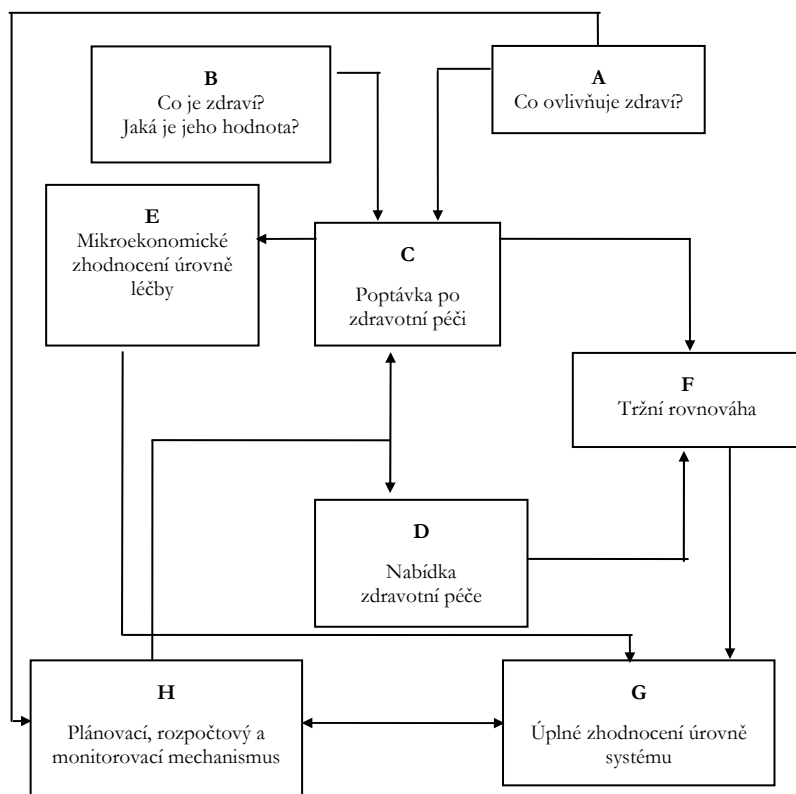 B
Co je zdraví?
Jaká je jeho hodnota?
A
Co ovlivňuje zdraví?
E
Mikroekonomické
zhodnocení úrovně
léčby
C
Poptávka po
zdravotní péči
F
Tržní rovnováha
D
Nabídka
zdravotní péče
H
Plánovací, rozpočtový a
monitorovací mechanismus
G
Úplné zhodnocení úrovně
systému